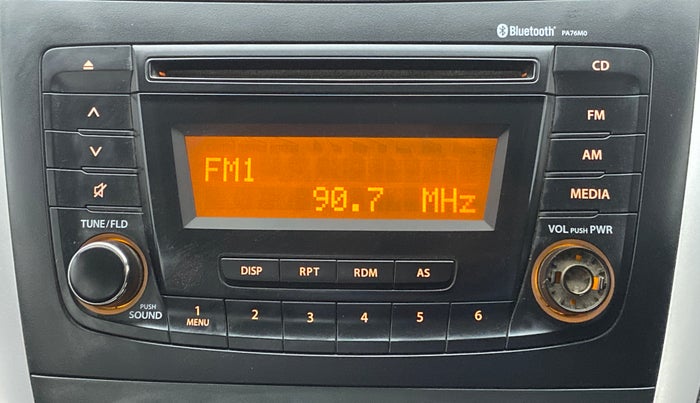 Bluetooth® PA76M0
CD
FM
AM
MEDIA
FM1
90.7 MHz
TUNE/FLD
PUSH
SOUND
VOL PUSH PWR
DISP RPT RDM AS
1 2 3 4 5 6
MENU